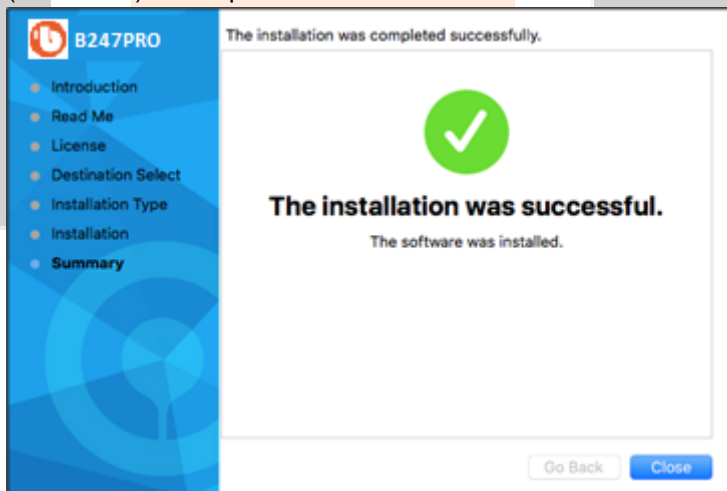 B247PRO
The installation was completed successfully.
Introduction
Read Me
License
Destination Select
Installation Type
Installation
Summary
The installation was successful.
The software was installed.
Go Back
Close